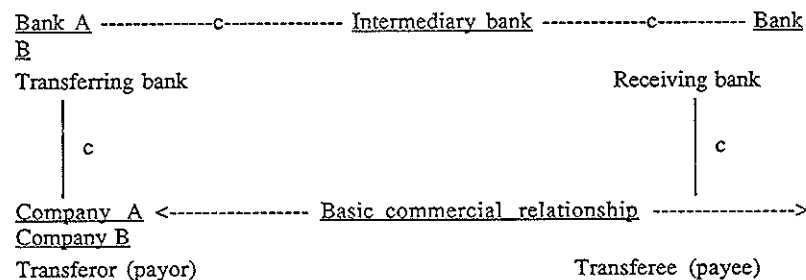 Bank A --------------------c-------------------- Intermediary bank --------------------c---------------- Bank
B
Transferring bank Receiving bank
c c
Company A <----------------- Basic commercial relationship ----------------------->
Company B
Transferor (payor) Transferee (payee)